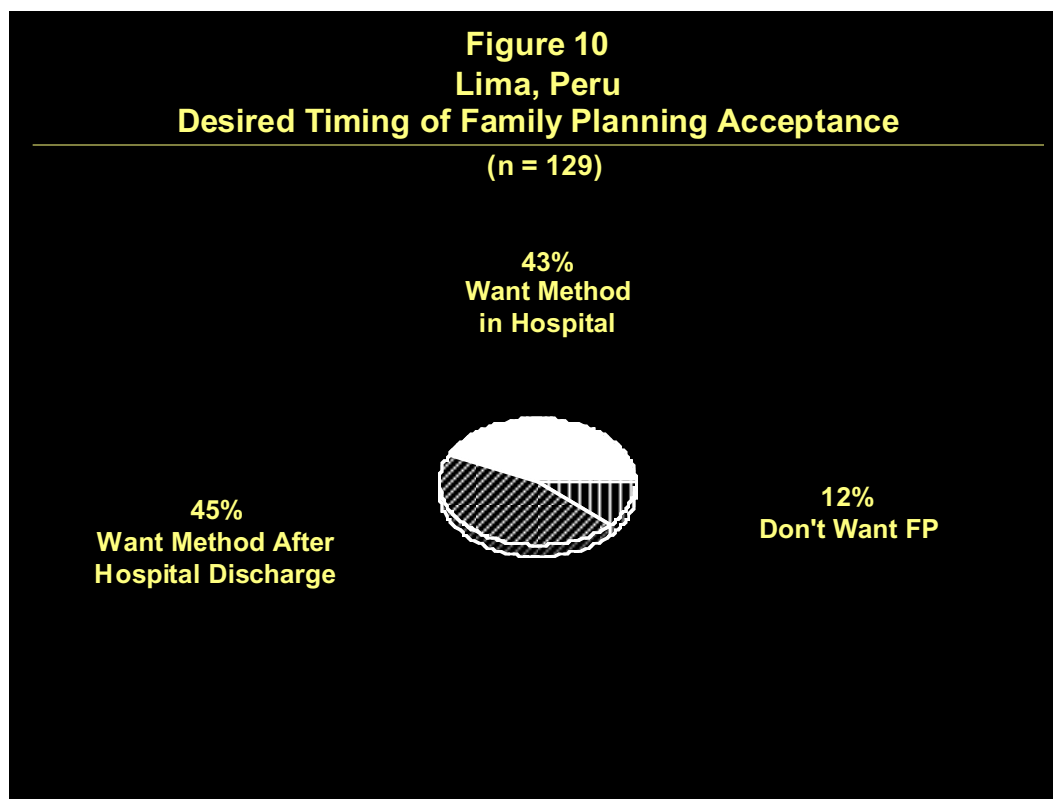 Figure 10
Lima, Peru
Desired Timing of Family Planning Acceptance
(n = 129)
43%
Want Method
in Hospital
45%
Want Method After
Hospital Discharge
12%
Don't Want FP